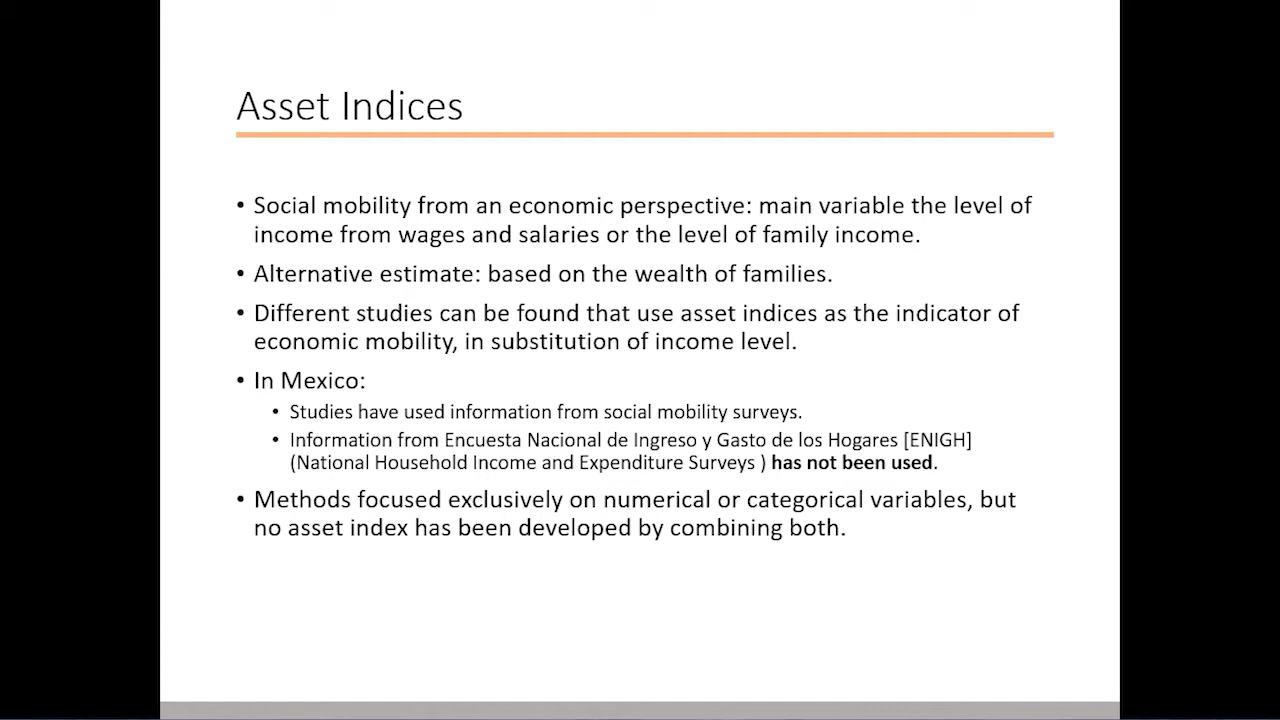 Asset Indices
• Social mobility from an economic perspective: main variable the level of
income from wages and salaries or the level of family income.
• Alternative estimate: based on the wealth of families.
• Different studies can be found that use asset indices as the indicator of
economic mobility, in substitution of income level.
• In Mexico:
• Studies have used information from social mobility surveys.
• Information from Encuesta Nacional de Ingreso y Gasto de los Hogares [ENIGH]
(National Household Income and Expenditure Surveys ) has not been used.
• Methods focused exclusively on numerical or categorical variables, but
no asset index has been developed by combining both.